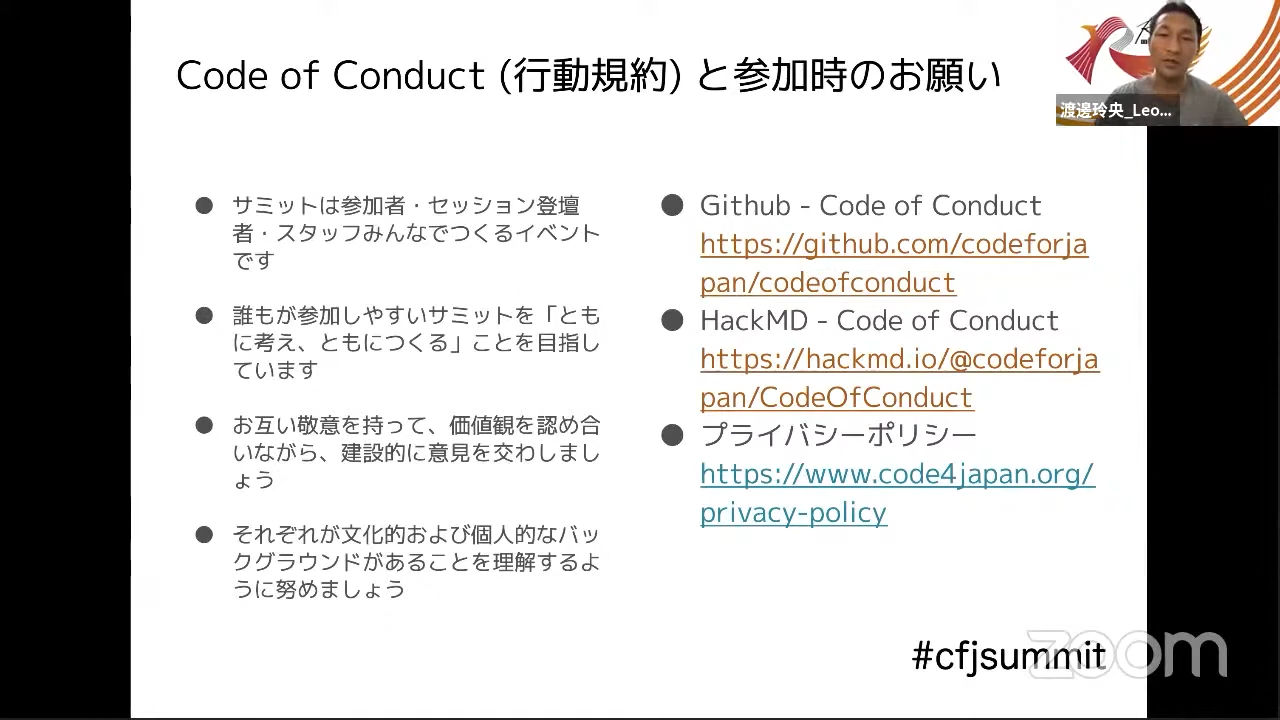 Code of Conduct (行動規約) と参加時のお願い
渡邊玲央_Leo...
● サミットは参加者・セッション登壇
者・スタッフみんなでつくるイベント
です
● 誰もが参加しやすいサミットを「とも
に考え、ともにつくる」ことを目指し
ています
● お互い敬意を持って、価値観を認め合
いながら、建設的に意見を交わしまし
ょう
● それぞれが文化的および個人的なバッ
クグラウンドがあることを理解するよ
うに努めましょう
● Github - Code of Conduct
https://github.com/codeforja
pan/codeofconduct
● HackMD - Code of Conduct
https://hackmd.io/@codeforja
pan/CodeOfConduct
● プライバシーポリシー
https://www.code4japan.org/
privacy-policy
#cfjsummit
zoom